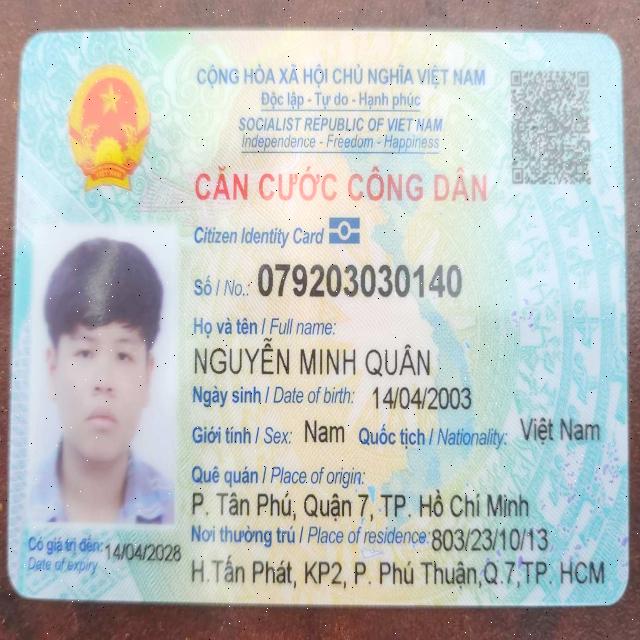 CỘNG HÒA XÃ HỘI CHỦ NGHĨA VIỆT NAM
Độc lập - Tự do - Hạnh phúc
SOCIALIST REPUBLIC OF VIET NAM
Independence - Freedom - Happiness
CĂN CƯỚC CÔNG DÂN
Citizen Identity Card
Số / No.: 079203030140
Họ và tên / Full name:
NGUYỄN MINH QUÂN
Ngày sinh / Date of birth: 14/04/2003
Giới tính / Sex: Nam Quốc tịch / Nationality: Việt Nam
Quê quán / Place of origin:
P. Tân Phú, Quận 7, TP. Hồ Chí Minh
Nơi thường trú / Place of residence: 803/23/10/13
H.Tấn Phát, KP2, P. Phú Thuận,Q.7,TP. HCM
Có giá trị đến: 14/04/2028
Date of expiry